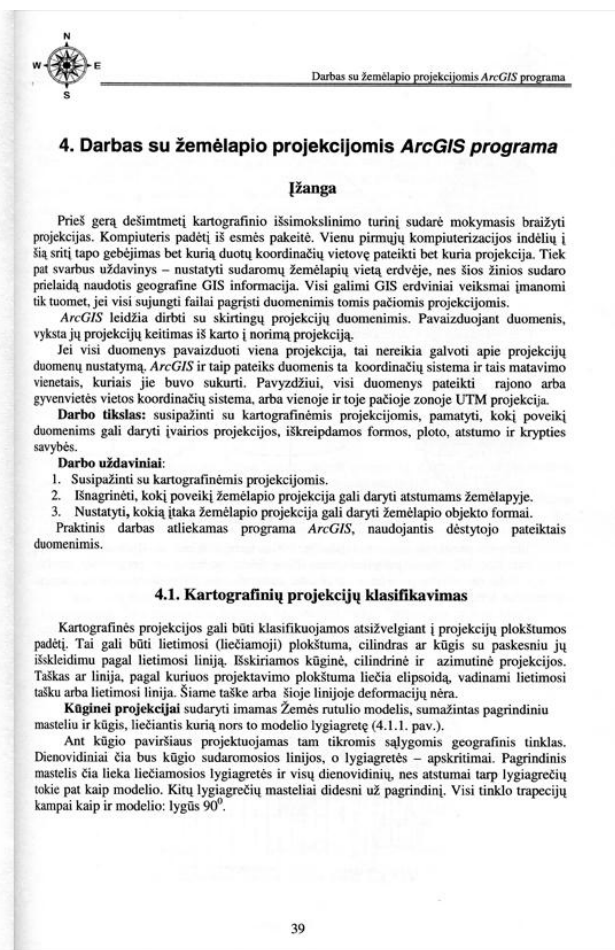 N
W E
S
Darbas su žemėlapio projekcijomis ArcGIS programa
4. Darbas su žemėlapio projekcijomis ArcGIS programa
Įžanga
Prieš gerą dešimtmetį kartografinio išsimokslinimo turinį sudarė mokymasis braižyti
projekcijas. Kompiuteris padėtį iš esmės pakeitė. Vienu pirmųjų kompiuterizacijos indėlių į
šią sritį tapo gebėjimas bet kurią duotų koordinačių vietovę pateikti bet kuria projekcija. Tiek
pat svarbus uždavinys – nustatyti sudaromų žemėlapių vietą erdvėje, nes šios žinios sudaro
prielaidą naudotis geografine GIS informacija. Visi galimi GIS erdviniai veiksmai įmanomi
tik tuomet, jei visi sujungti failai pagrįsti duomenimis tomis pačiomis projekcijomis.
ArcGIS leidžia dirbti su skirtingų projekcijų duomenimis. Pavaizduojant duomenis,
vyksta jų projekcijų keitimas iš karto į norimą projekciją.
Jei visi duomenys pavaizduoti viena projekcija, tai nereikia galvoti apie projekcijų
duomenų nustatymą. ArcGIS ir taip pateiks duomenis ta koordinačių sistema ir tais matavimo
vienetais, kuriais jie buvo sukurti. Pavyzdžiui, visi duomenys pateikti rajono arba
gyvenvietės vietos koordinačių sistema, arba vienoje ir toje pačioje zonoje UTM projekcija.
Darbo tikslas: susipažinti su kartografinėmis projekcijomis, pamatyti, kokį poveikį
duomenims gali daryti įvairios projekcijos, iškreipdamos formos, ploto, atstumo ir krypties
savybės.
Darbo uždaviniai:
1. Susipažinti su kartografinėmis projekcijomis.
2. Išnagrinėti, kokį poveikį žemėlapio projekcija gali daryti atstumams žemėlapyje.
3. Nustatyti, kokią įtaka žemėlapio projekcija gali daryti žemėlapio objekto formai.
Praktinis darbas atliekamas programa ArcGIS, naudojantis dėstytojo pateiktais
duomenimis.
4.1. Kartografinių projekcijų klasifikavimas
Kartografinės projekcijos gali būti klasifikuojamos atsižvelgiant į projekcijų plokštumos
padėtį. Tai gali būti lietimosi (liečiamoji) plokštuma, cilindras ar kūgis su paskesniu jų
išskleidimu pagal lietimosi liniją. Išskiriamos kūginė, cilindrinė ir azimutinė projekcijos.
Taškas ar linija, pagal kuriuos projektavimo plokštuma liečia elipsoidą, vadinami lietimosi
tašku arba lietimosi linija. Šiame taške arba šioje linijoje deformacijų nėra.
Kūginei projekcijai sudaryti imamas Žemės rutulio modelis, sumažintas pagrindiniu
masteliu ir kūgis, liečiantis kurią nors to modelio lygiagretę (4.1.1. pav.).
Ant kūgio paviršiaus projektuojamas tam tikromis sąlygomis geografinis tinklas.
Dienovidiniai čia bus kūgio sudaromosios linijos, o lygiagretės – apskritimai. Pagrindinis
mastelis čia lieka liečiamosios lygiagretės ir visų dienovidinių, nes atstumai tarp lygiagrečių
tokie pat kaip modelio. Kitų lygiagrečių masteliai didesni už pagrindinį. Visi tinklo trapecijų
kampai kaip ir modelio: lygūs 90⁰.
39